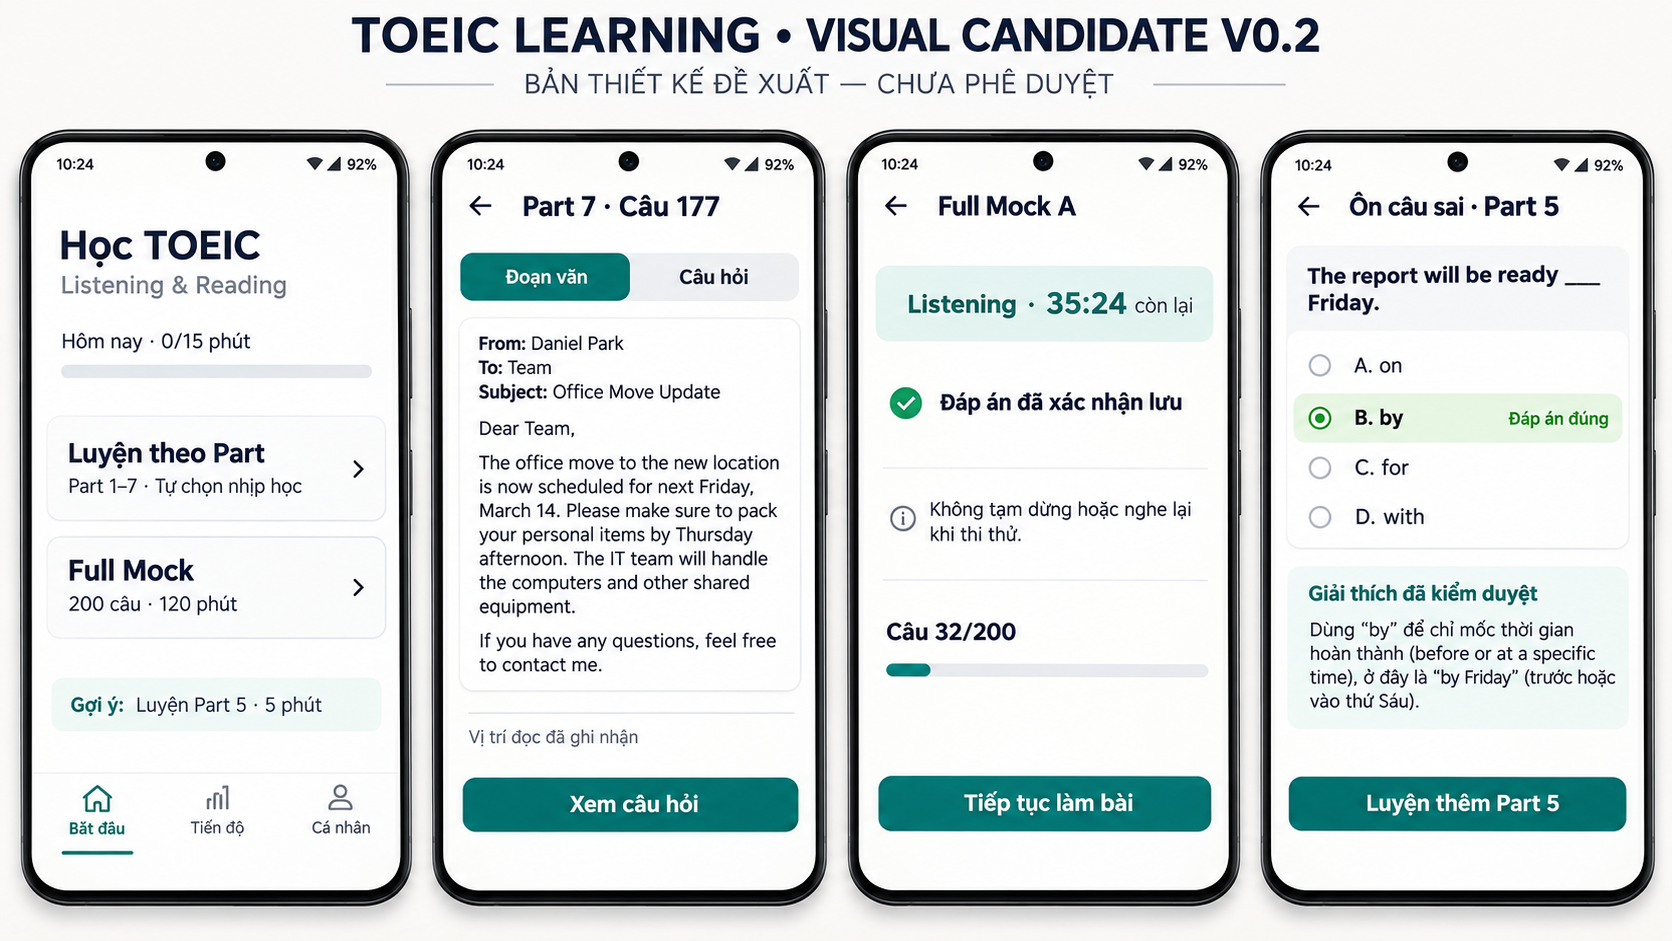 TOEIC LEARNING • VISUAL CANDIDATE V0.2
BẢN THIẾT KẾ ĐỀ XUẤT — CHƯA PHÊ DUYỆT
10:24
92%
Học TOEIC
Listening & Reading
Hôm nay · 0/15 phút
Luyện theo Part
Part 1–7 · Tự chọn nhịp học
Full Mock
200 câu · 120 phút
Gợi ý: Luyện Part 5 · 5 phút
Bắt đầu
Tiến độ
Cá nhân
10:24
92%
Part 7 · Câu 177
Đoạn văn
Câu hỏi
From: Daniel Park
To: Team
Subject: Office Move Update
Dear Team,
The office move to the new location
is now scheduled for next Friday,
March 14. Please make sure to pack
your personal items by Thursday
afternoon. The IT team will handle
the computers and other shared
equipment.
If you have any questions, feel free
to contact me.
Vị trí đọc đã ghi nhận
Xem câu hỏi
10:24
92%
Full Mock A
Listening · 35:24 còn lại
Đáp án đã xác nhận lưu
Không tạm dừng hoặc nghe lại
khi thi thử.
Câu 32/200
Tiếp tục làm bài
10:24
92%
Ôn câu sai · Part 5
The report will be ready ___
Friday.
A. on
B. by
Đáp án đúng
C. for
D. with
Giải thích đã kiểm duyệt
Dùng “by” để chỉ mốc thời gian
hoàn thành (before or at a specific
time), ở đây là “by Friday” (trước hoặc
vào thứ Sáu).
Luyện thêm Part 5